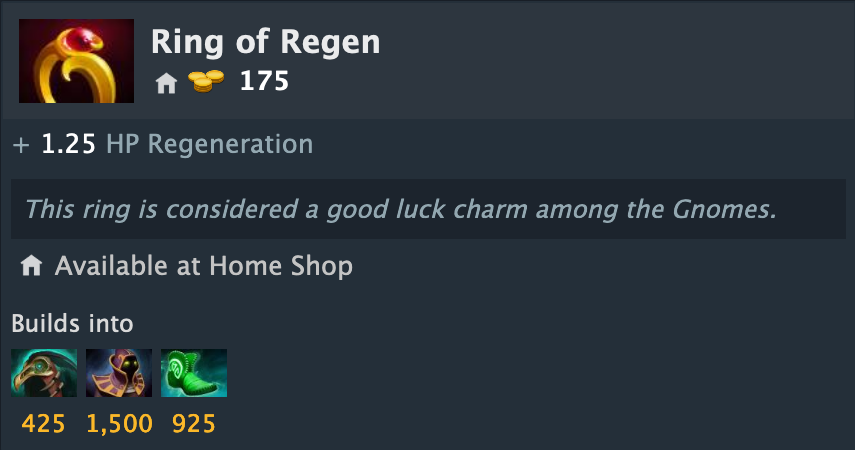 Ring of Regen
175
+ 1.25 HP Regeneration
This ring is considered a good luck charm among the Gnomes.
Available at Home Shop
Builds into
425 1,500 925